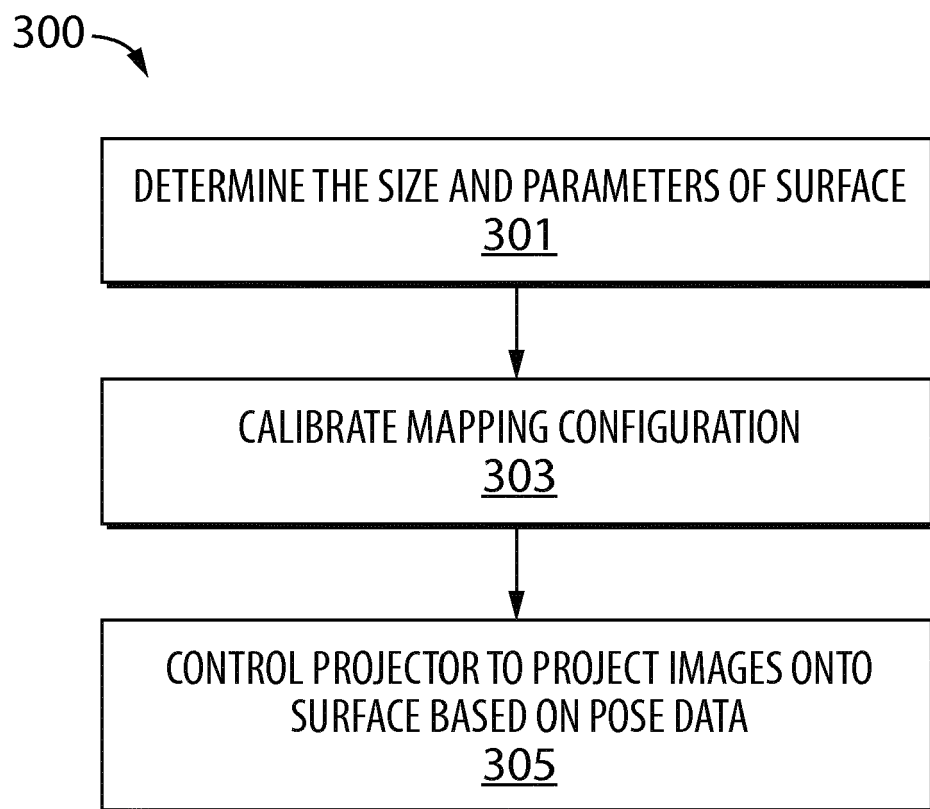 300
DETERMINE THE SIZE AND PARAMETERS OF SURFACE
301
CALIBRATE MAPPING CONFIGURATION
303
CONTROL PROJECTOR TO PROJECT IMAGES ONTO
SURFACE BASED ON POSE DATA
305